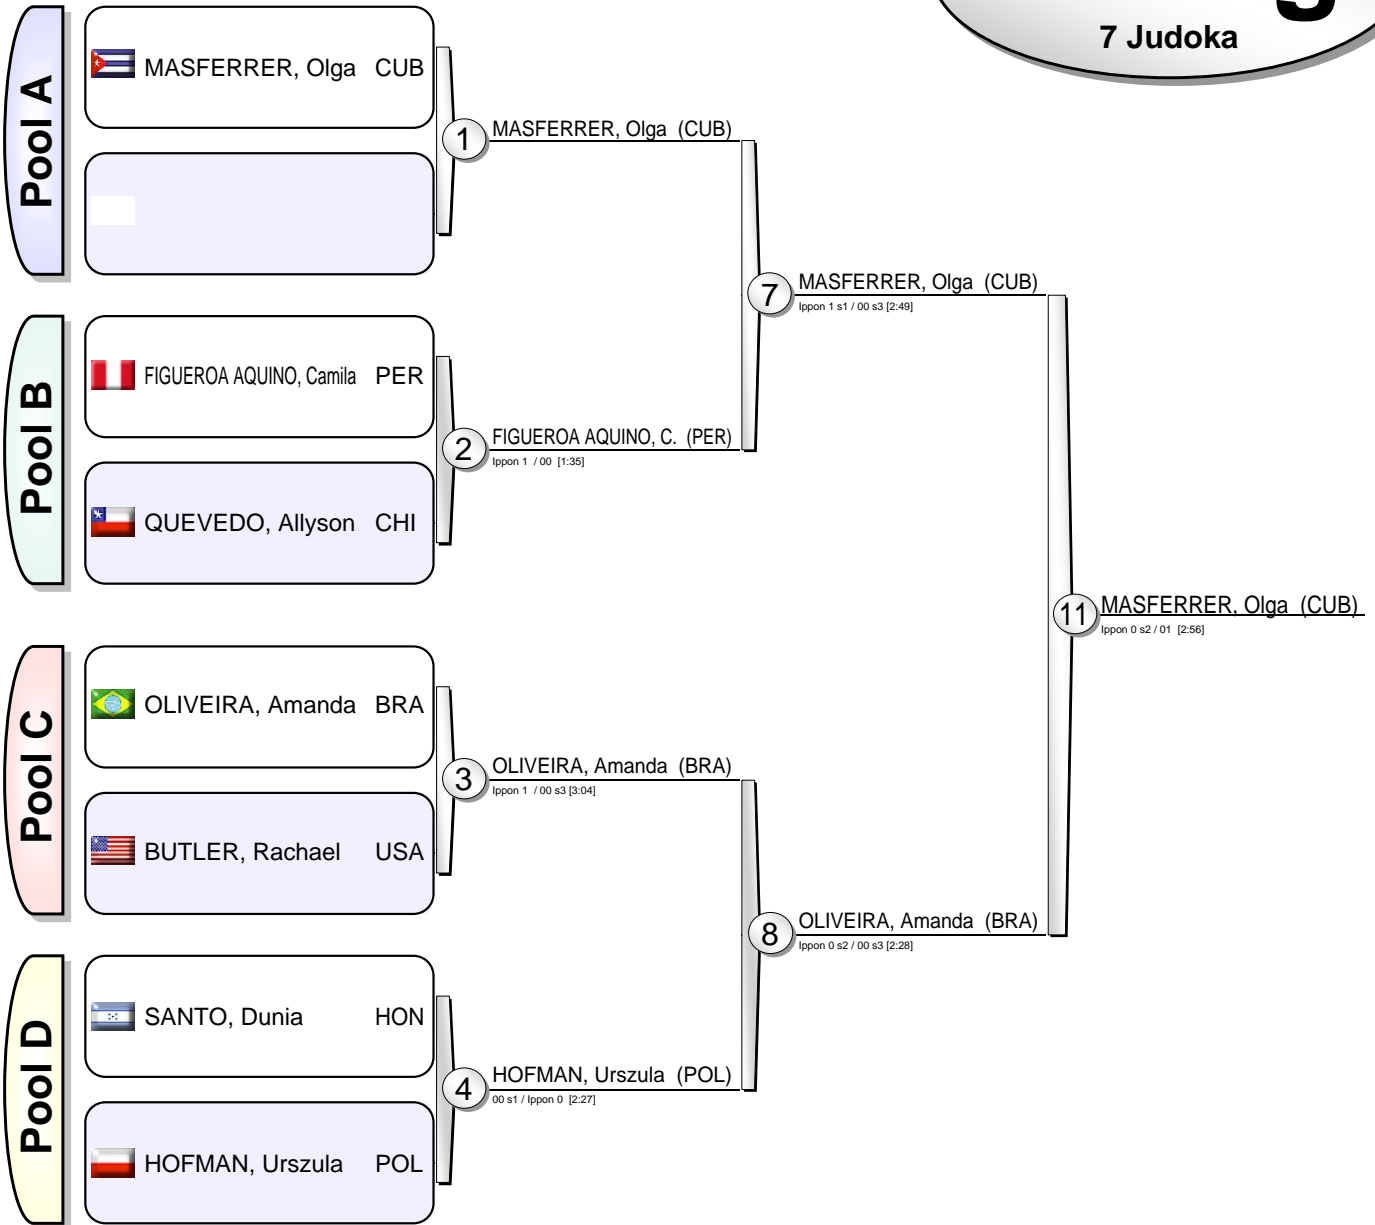 7 Judoka
Pool A
MASFERRER, Olga CUB
1
MASFERRER, Olga (CUB)
7
MASFERRER, Olga (CUB)
Ippon 1 s1 / 00 s3 [2:49]
Pool B
FIGUEROA AQUINO, Camila PER
2
FIGUEROA AQUINO, C. (PER)
Ippon 1 / 00 [1:35]
QUEVEDO, Allyson CHI
11
MASFERRER, Olga (CUB)
Ippon 0 s2 / 01 [2:56]
Pool C
OLIVEIRA, Amanda BRA
3
OLIVEIRA, Amanda (BRA)
Ippon 1 / 00 s3 [3:04]
BUTLER, Rachael USA
8
OLIVEIRA, Amanda (BRA)
Ippon 0 s2 / 00 s3 [2:28]
Pool D
SANTO, Dunia HON
4
HOFMAN, Urszula (POL)
00 s1 / Ippon 0 [2:27]
HOFMAN, Urszula POL